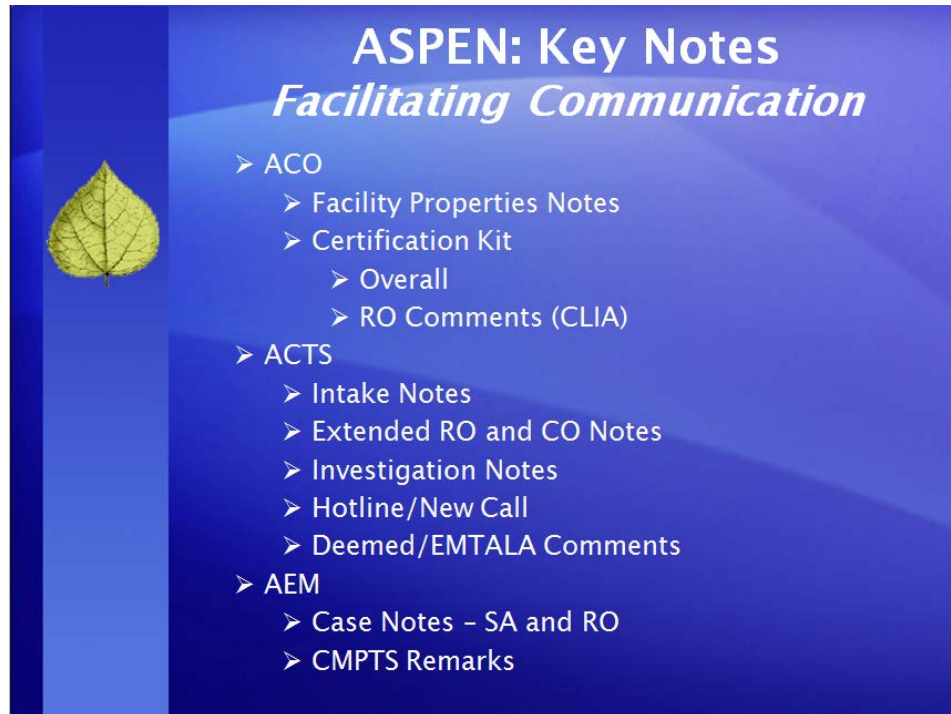 ASPEN: Key Notes
Facilitating Communication
➢ ACO
➢ Facility Properties Notes
➢ Certification Kit
➢ Overall
➢ RO Comments (CLIA)
➢ ACTS
➢ Intake Notes
➢ Extended RO and CO Notes
➢ Investigation Notes
➢ Hotline/New Call
➢ Deemed/EMTALA Comments
➢ AEM
➢ Case Notes – SA and RO
➢ CMPTS Remarks